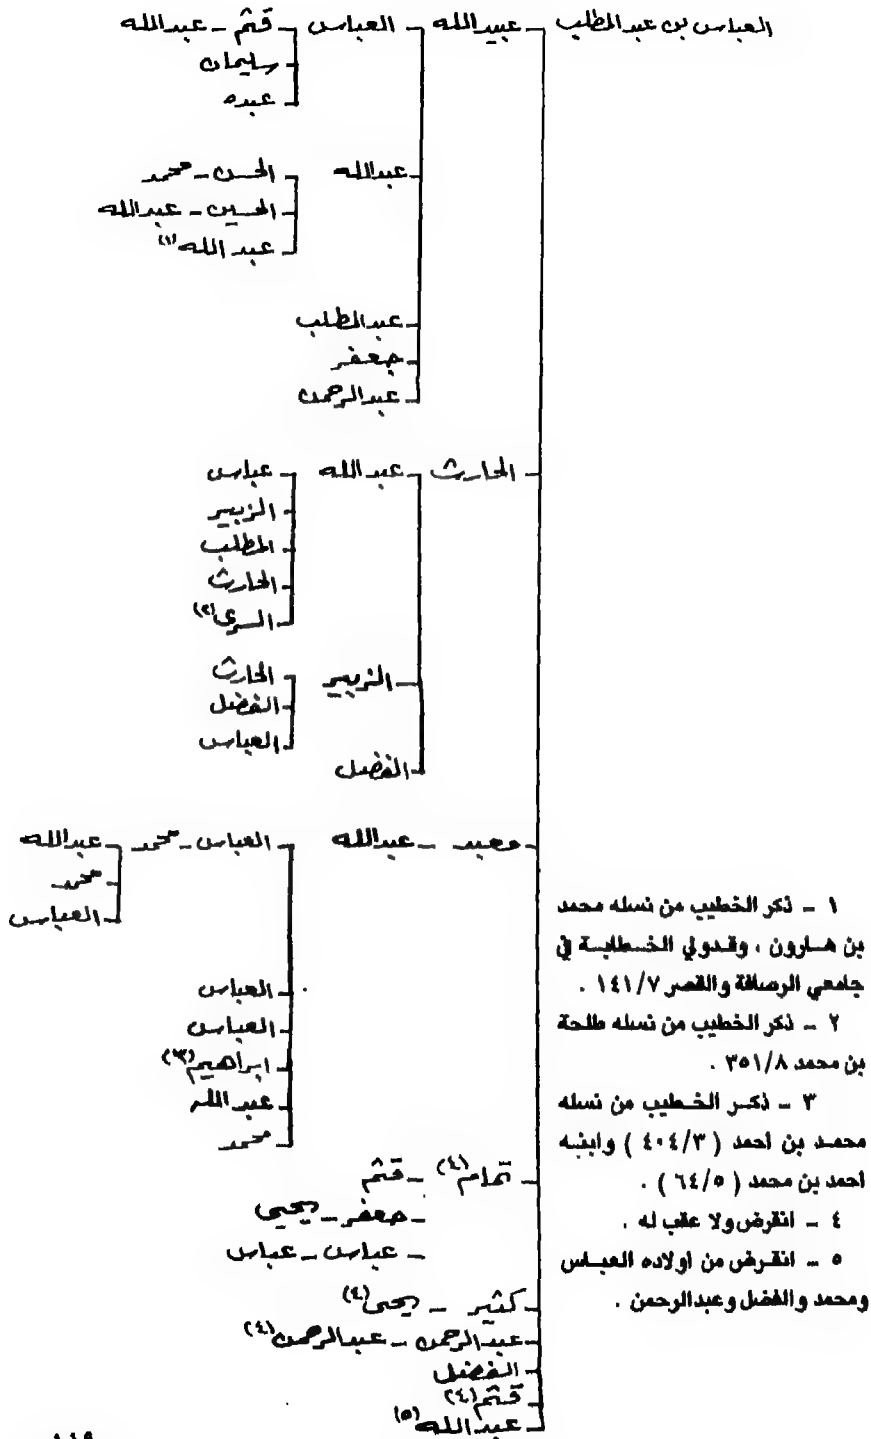 العباس بن عبدالمطلب
عبيدالله - العباس - قثم - عبدالله
سليمان
عبده
عبدالله - الحسن - محمد
الحسين - عبدالله
عبدالله (١)
عبدالمطلب
جعفر
عبدالرحمن
الحارث - عبدالله - عباس
الزبير
المطلب
الحارث
السري (٢)
الزبير - الحارث
الفضل
العباس
الفضل
معبد - عبدالله - العباس - محمد - عبدالله
محمد
العباس
العباس
العباس
ابراهيم (٣)
عبدالله
محمد
تمام (٤) - قثم
جعفر - يحيى
عباس - عباس
كثير - يحيى (٤)
عبدالرحمن - عبدالرحمن (٤)
الفضل
قثم (٤)
عبدالله (٥)
١ - ذكر الخطيب من نسله محمد
بن هارون ، وقدولي الخطابة في
جامعي الرصافة والقصر ١٤١/٧ .
٢ - ذكر الخطيب من نسله طلحة
بن محمد ٣٥١/٨ .
٣ - ذكر الخطيب من نسله
محمد بن احمد ( ٤٠٤/٣ ) وابنه
احمد بن محمد ( ٦٤/٥ ) .
٤ - انقرض ولا عقب له .
٥ - انقرض من اولاده العباس
ومحمد والفضل وعبدالرحمن .